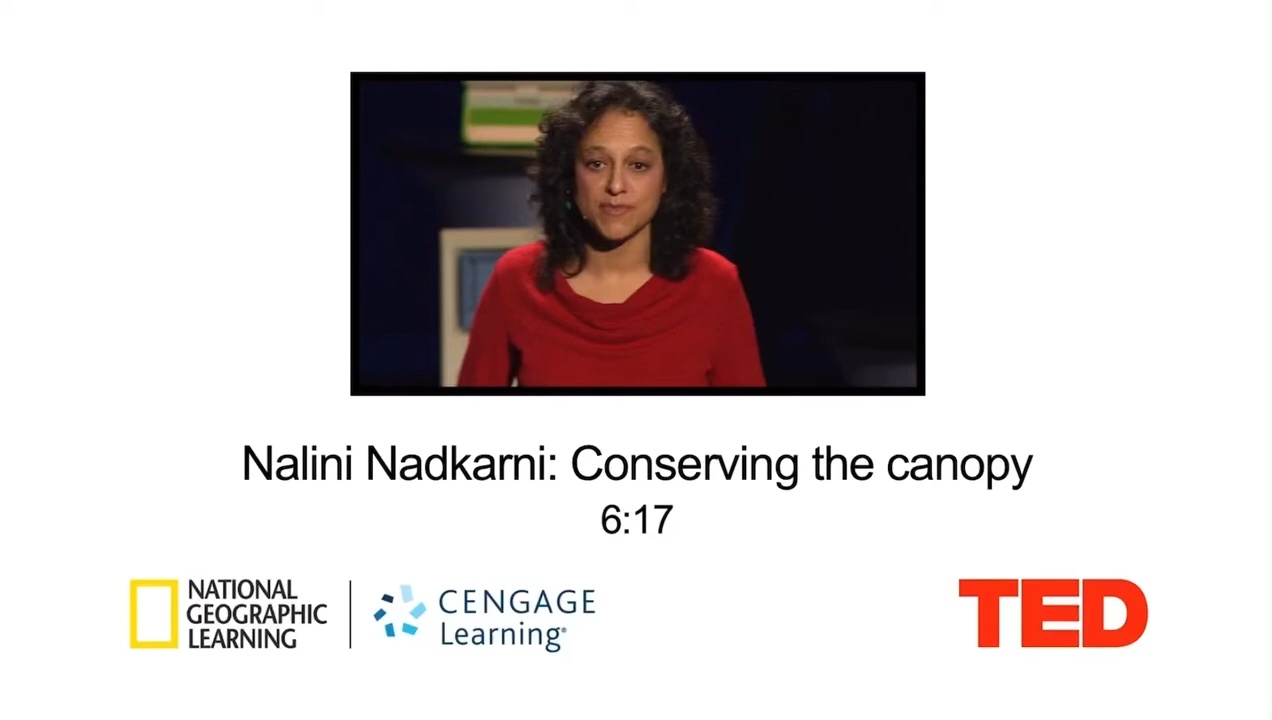 Nalini Nadkarni: Conserving the canopy
6:17
NATIONAL
GEOGRAPHIC
LEARNING
CENGAGE
Learning®
TED